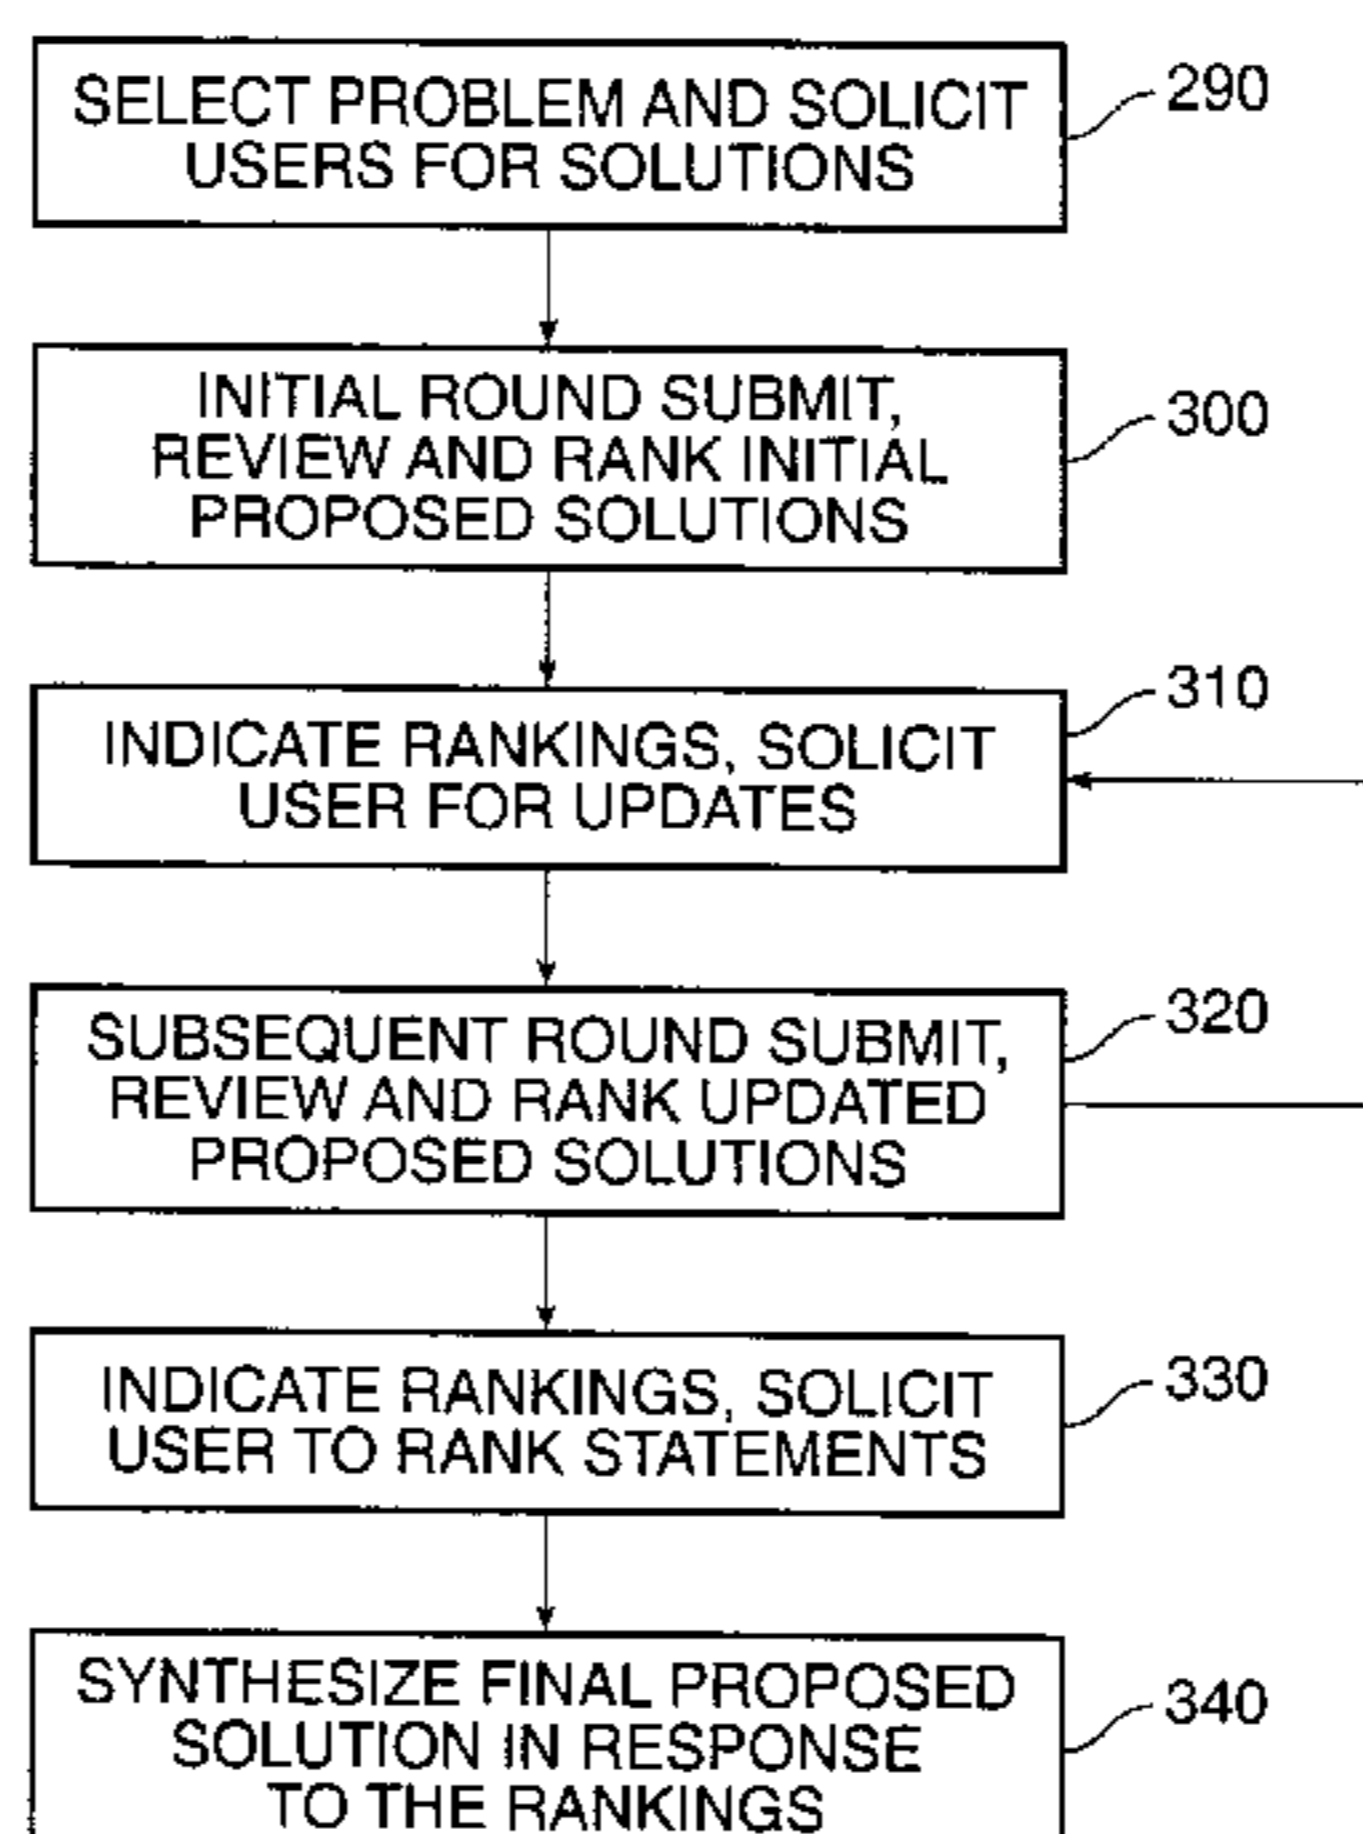 SELECT PROBLEM AND SOLICIT
USERS FOR SOLUTIONS
290
INITIAL ROUND SUBMIT,
REVIEW AND RANK INITIAL
PROPOSED SOLUTIONS
300
INDICATE RANKINGS, SOLICIT
USER FOR UPDATES
310
SUBSEQUENT ROUND SUBMIT,
REVIEW AND RANK UPDATED
PROPOSED SOLUTIONS
320
INDICATE RANKINGS, SOLICIT
USER TO RANK STATEMENTS
330
SYNTHESIZE FINAL PROPOSED
SOLUTION IN RESPONSE
TO THE RANKINGS
340